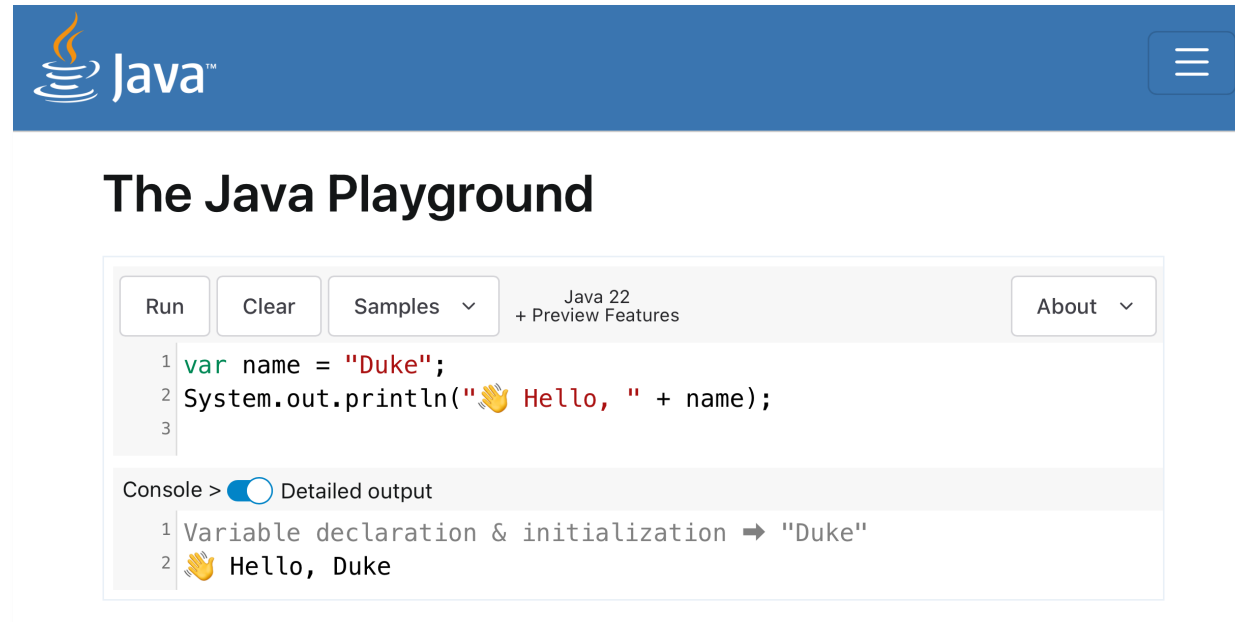 Java™
The Java Playground
Run Clear Samples Java 22 About
+ Preview Features
1 var name = "Duke";
2 System.out.println("👋 Hello, " + name);
3
Console > Detailed output
1 Variable declaration & initialization ➡ "Duke"
2 👋 Hello, Duke